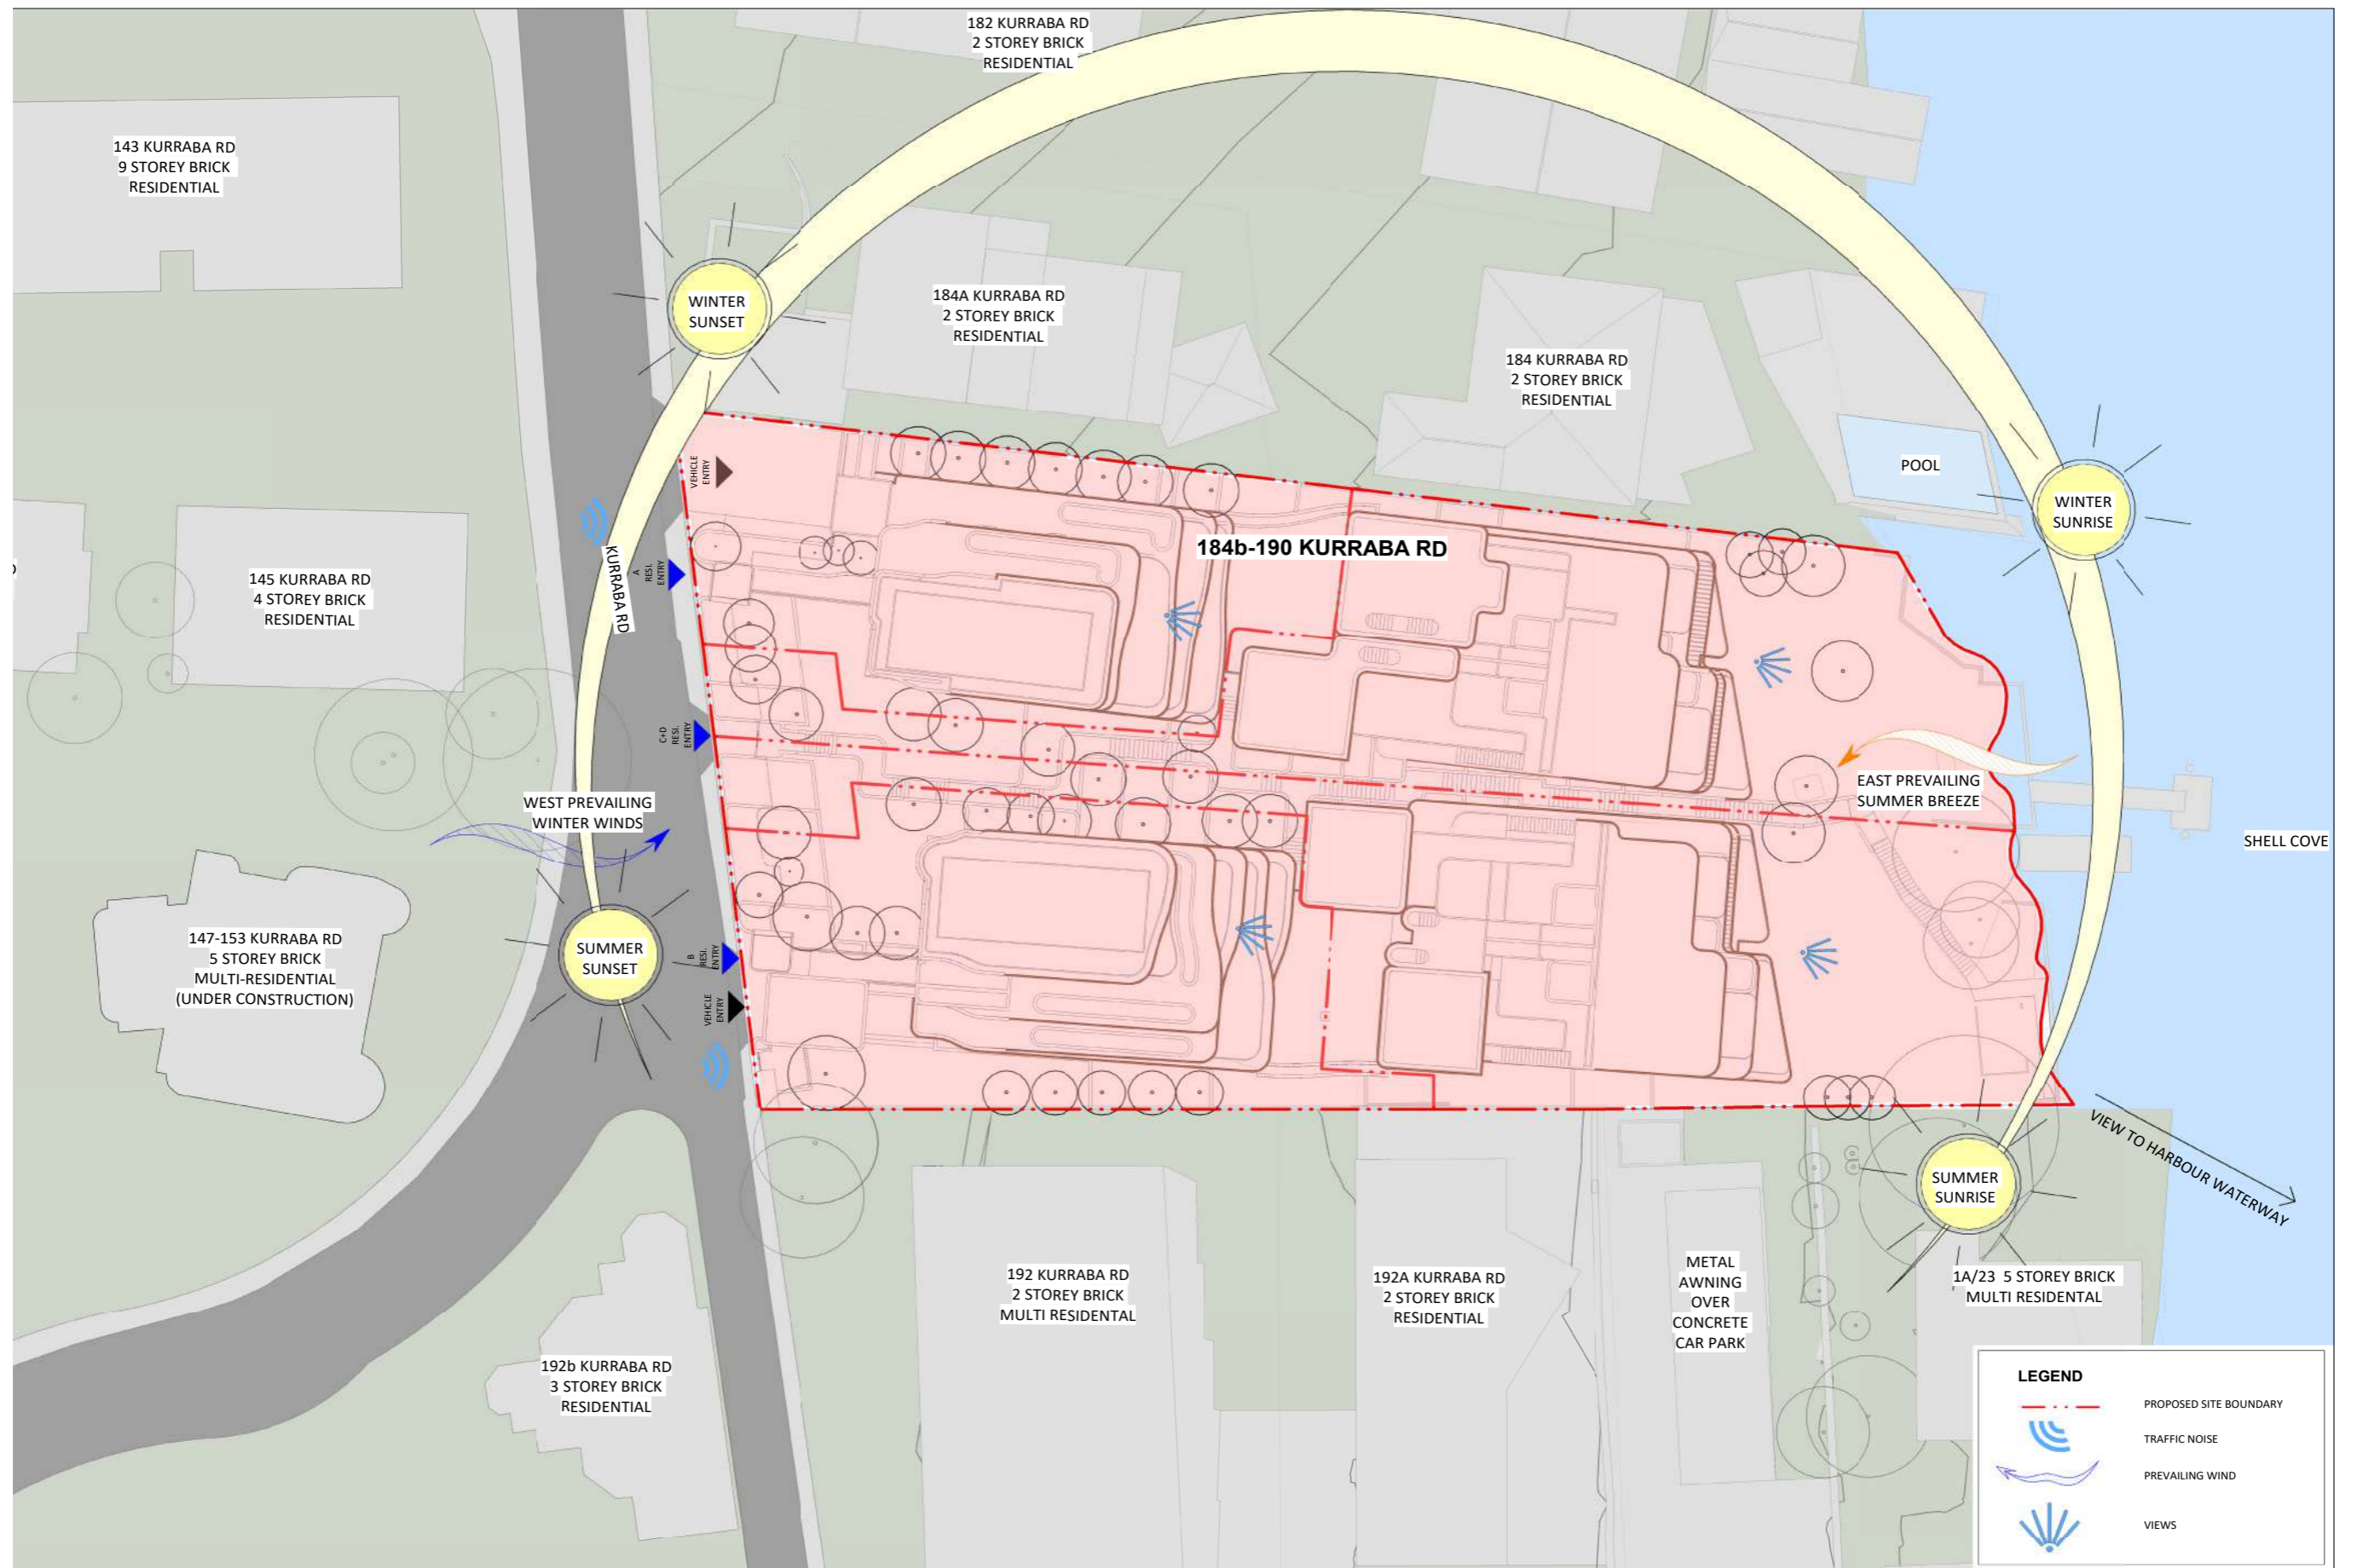 182 KURRABA RD
2 STOREY BRICK
RESIDENTIAL
143 KURRABA RD
9 STOREY BRICK
RESIDENTIAL
WINTER
SUNSET
184A KURRABA RD
2 STOREY BRICK
RESIDENTIAL
184 KURRABA RD
2 STOREY BRICK
RESIDENTIAL
POOL
WINTER
SUNRISE
VEHICLE
ENTRY
184b-190 KURRABA RD
KURRABA RD
A
RESI.
ENTRY
145 KURRABA RD
4 STOREY BRICK
RESIDENTIAL
C+D
RESI.
ENTRY
WEST PREVAILING
WINTER WINDS
EAST PREVAILING
SUMMER BREEZE
SHELL COVE
147-153 KURRABA RD
5 STOREY BRICK
MULTI-RESIDENTIAL
(UNDER CONSTRUCTION)
SUMMER
SUNSET
B
RESI.
ENTRY
VEHICLE
ENTRY
VIEW TO HARBOUR WATERWAY
SUMMER
SUNRISE
192 KURRABA RD
2 STOREY BRICK
MULTI RESIDENTAL
192A KURRABA RD
2 STOREY BRICK
RESIDENTIAL
METAL
AWNING
OVER
CONCRETE
CAR PARK
1A/23 5 STOREY BRICK
MULTI RESIDENTAL
192b KURRABA RD
3 STOREY BRICK
RESIDENTIAL
LEGEND
PROPOSED SITE BOUNDARY
TRAFFIC NOISE
PREVAILING WIND
VIEWS